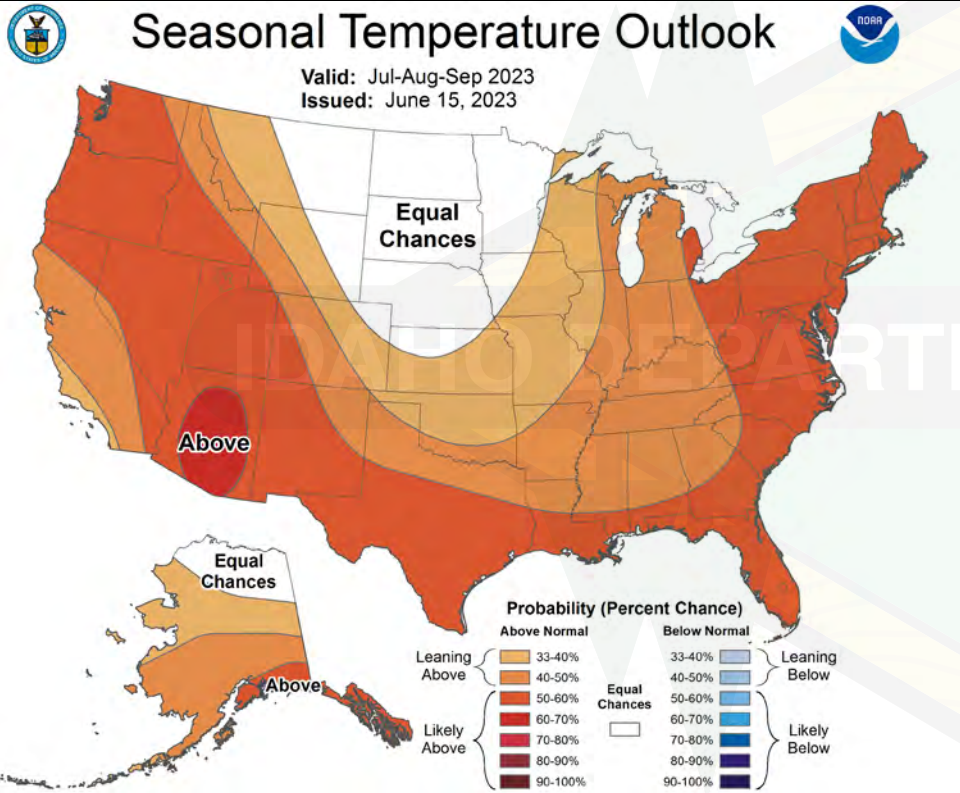 Seasonal Temperature Outlook
NOAA
Valid: Jul-Aug-Sep 2023
Issued: June 15, 2023
Equal
Chances
IDAHO DEPARTI
Above
Equal
Chances
Above
Probability (Percent Chance)
Above Normal
Below Normal
Leaning
Above
33-40%
40-50%
50-60%
60-70%
70-80%
80-90%
90-100%
Likely
Above
Equal
Chances
33-40%
40-50%
50-60%
60-70%
70-80%
80-90%
90-100%
Leaning
Below
Likely
Below